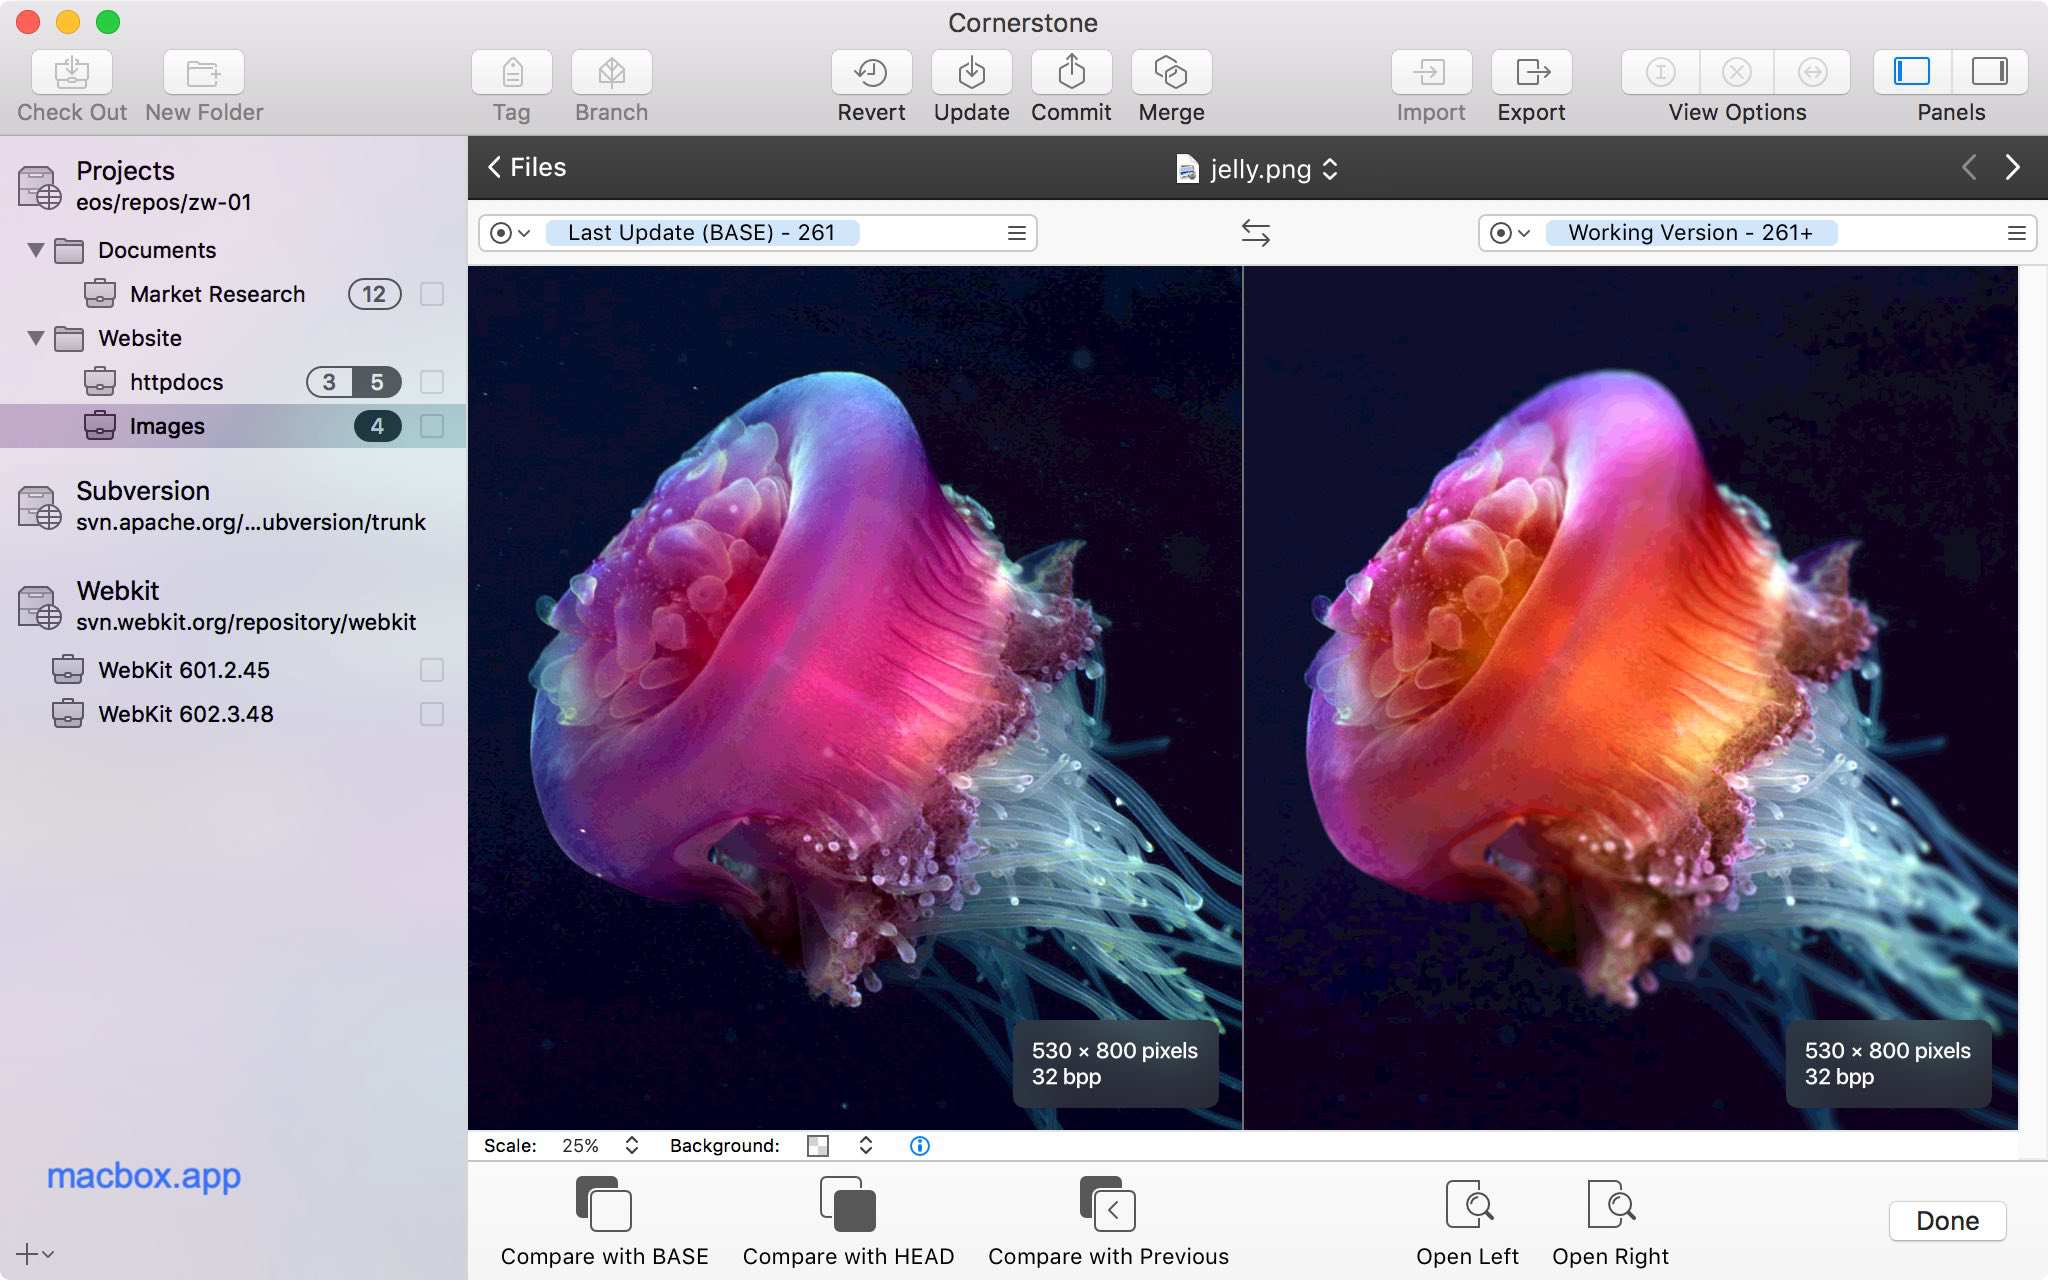 Cornerstone
Check Out
New Folder
Tag
Branch
Revert
Update
Commit
Merge
Import
Export
View Options
Panels
Projects
eos/repos/zw-01
Documents
Market Research 12
Website
httpdocs 3 5
Images 4
Subversion
svn.apache.org/...ubversion/trunk
Webkit
svn.webkit.org/repository/webkit
WebKit 601.2.45
WebKit 602.3.48
macbox.app
Files
jelly.png
Last Update (BASE) - 261
Working Version - 261+
530 × 800 pixels
32 bpp
530 × 800 pixels
32 bpp
Scale: 25%
Background:
Compare with BASE
Compare with HEAD
Compare with Previous
Open Left
Open Right
Done